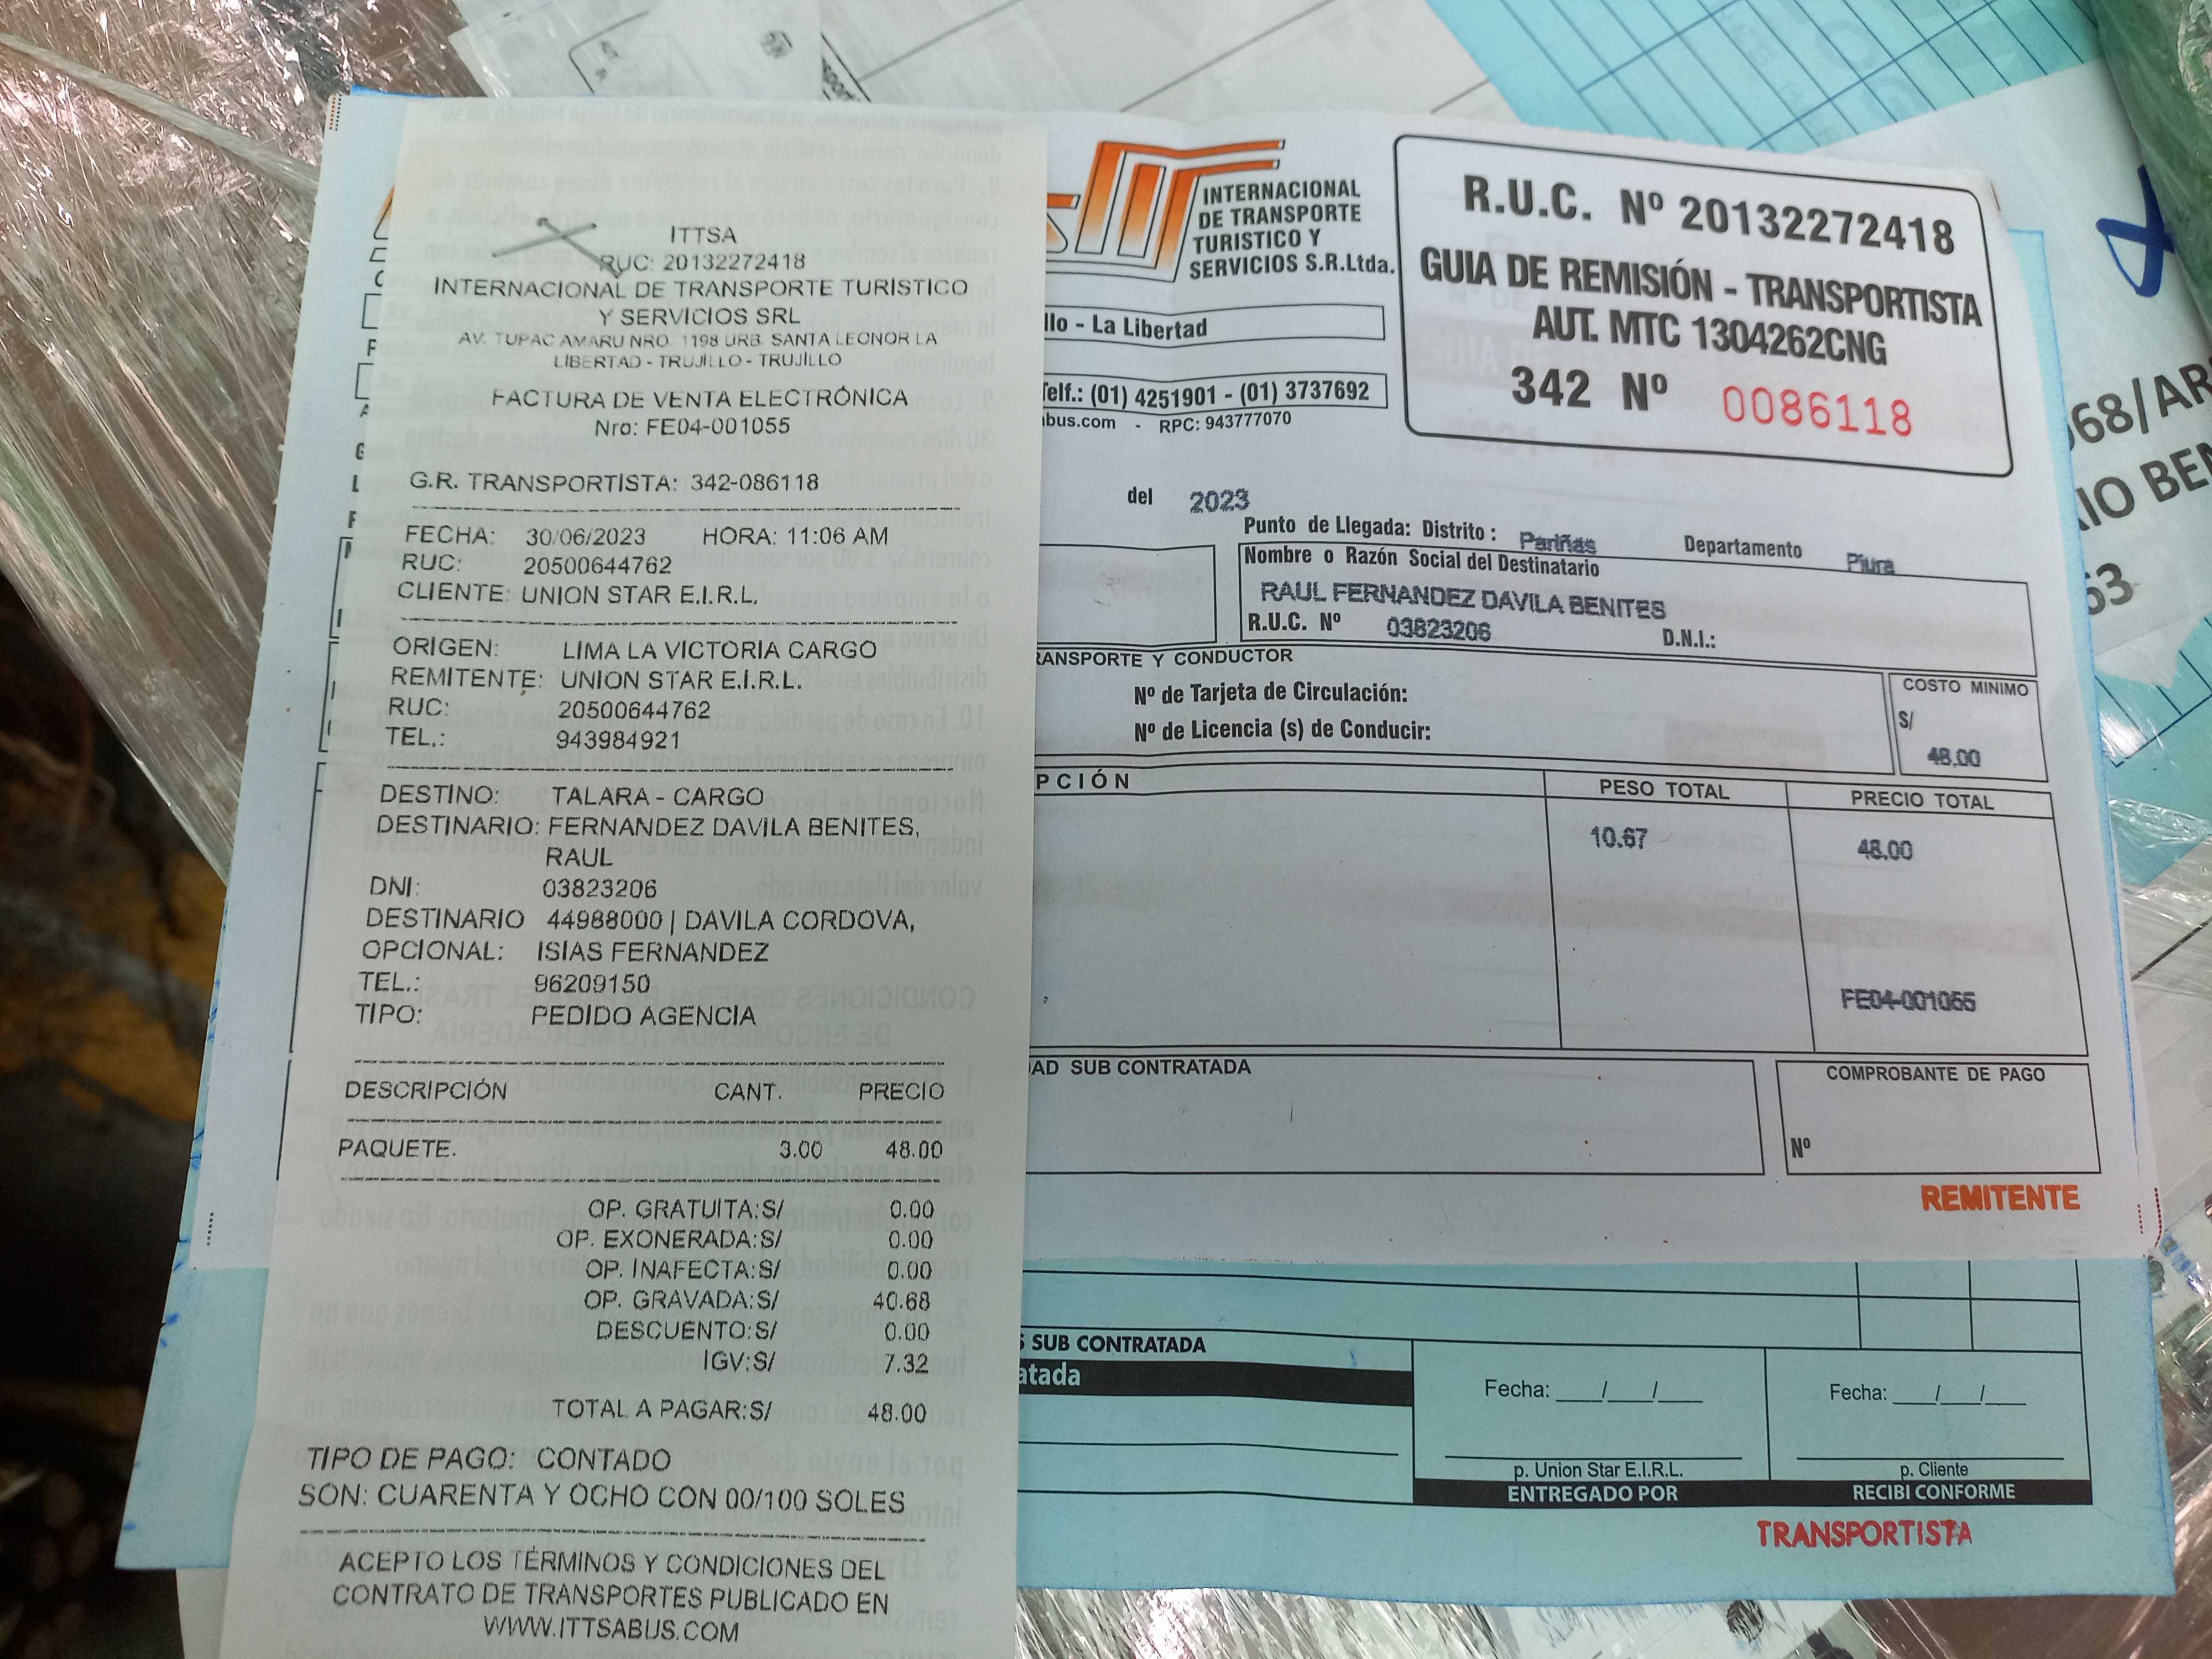 ITTSA
RUC: 20132272418
INTERNACIONAL DE TRANSPORTE TURISTICO
Y SERVICIOS SRL
AV. TUPAC AMARU NRO. 1198 URB. SANTA LEONOR LA
LIBERTAD - TRUJILLO - TRUJILLO
FACTURA DE VENTA ELECTRÓNICA
Nro: FE04-001055
G.R. TRANSPORTISTA: 342-086118
FECHA: 30/06/2023 HORA: 11:06 AM
RUC: 20500644762
CLIENTE: UNION STAR E.I.R.L.
ORIGEN: LIMA LA VICTORIA CARGO
REMITENTE: UNION STAR E.I.R.L.
RUC: 20500644762
TEL.: 943984921
DESTINO: TALARA - CARGO
DESTINARIO: FERNANDEZ DAVILA BENITES,
RAUL
DNI: 03823206
DESTINARIO 44988000 | DAVILA CORDOVA,
OPCIONAL: ISIAS FERNANDEZ
TEL.: 96209150
TIPO: PEDIDO AGENCIA
DESCRIPCIÓN CANT. PRECIO
PAQUETE. 3.00 48.00
OP. GRATUITA:S/ 0.00
OP. EXONERADA:S/ 0.00
OP. INAFECTA:S/ 0.00
OP. GRAVADA:S/ 40.68
DESCUENTO:S/ 0.00
IGV:S/ 7.32
TOTAL A PAGAR:S/ 48.00
TIPO DE PAGO: CONTADO
SON: CUARENTA Y OCHO CON 00/100 SOLES
ACEPTO LOS TÉRMINOS Y CONDICIONES DEL
CONTRATO DE TRANSPORTES PUBLICADO EN
WWW.ITTSABUS.COM
INTERNACIONAL
DE TRANSPORTE
TURISTICO Y
SERVICIOS S.R.Ltda.
llo - La Libertad
Telf.: (01) 4251901 - (01) 3737692
bus.com - RPC: 943777070
R.U.C. Nº 20132272418
GUIA DE REMISIÓN - TRANSPORTISTA
AUT. MTC 1304262CNG
342 Nº 0086118
del 2023
Punto de Llegada: Distrito : Pariñas Departamento Piura
Nombre o Razón Social del Destinatario
RAUL FERNANDEZ DAVILA BENITES
R.U.C. Nº 03823206 D.N.I.:
RANSPORTE Y CONDUCTOR
Nº de Tarjeta de Circulación:
Nº de Licencia (s) de Conducir:
COSTO MINIMO
S/
48.00
PCIÓN PESO TOTAL PRECIO TOTAL
10.67 48.00
FE04-001055
AD SUB CONTRATADA
COMPROBANTE DE PAGO
Nº
REMITENTE
S SUB CONTRATADA
atada
Fecha: ___/___/___ Fecha: ___/___/___
p. Union Star E.I.R.L. p. Cliente
ENTREGADO POR RECIBI CONFORME
TRANSPORTISTA
68/AR
IO BEN
63